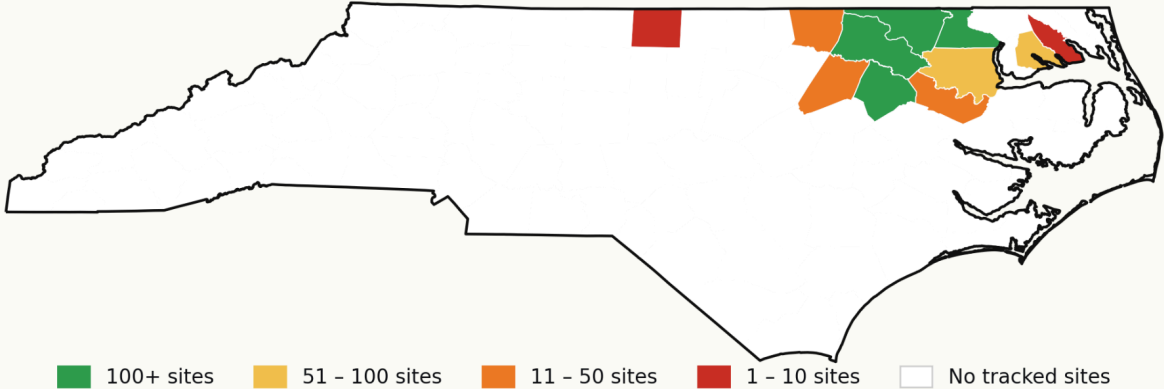 100+ sites 51 – 100 sites 11 – 50 sites 1 – 10 sites No tracked sites